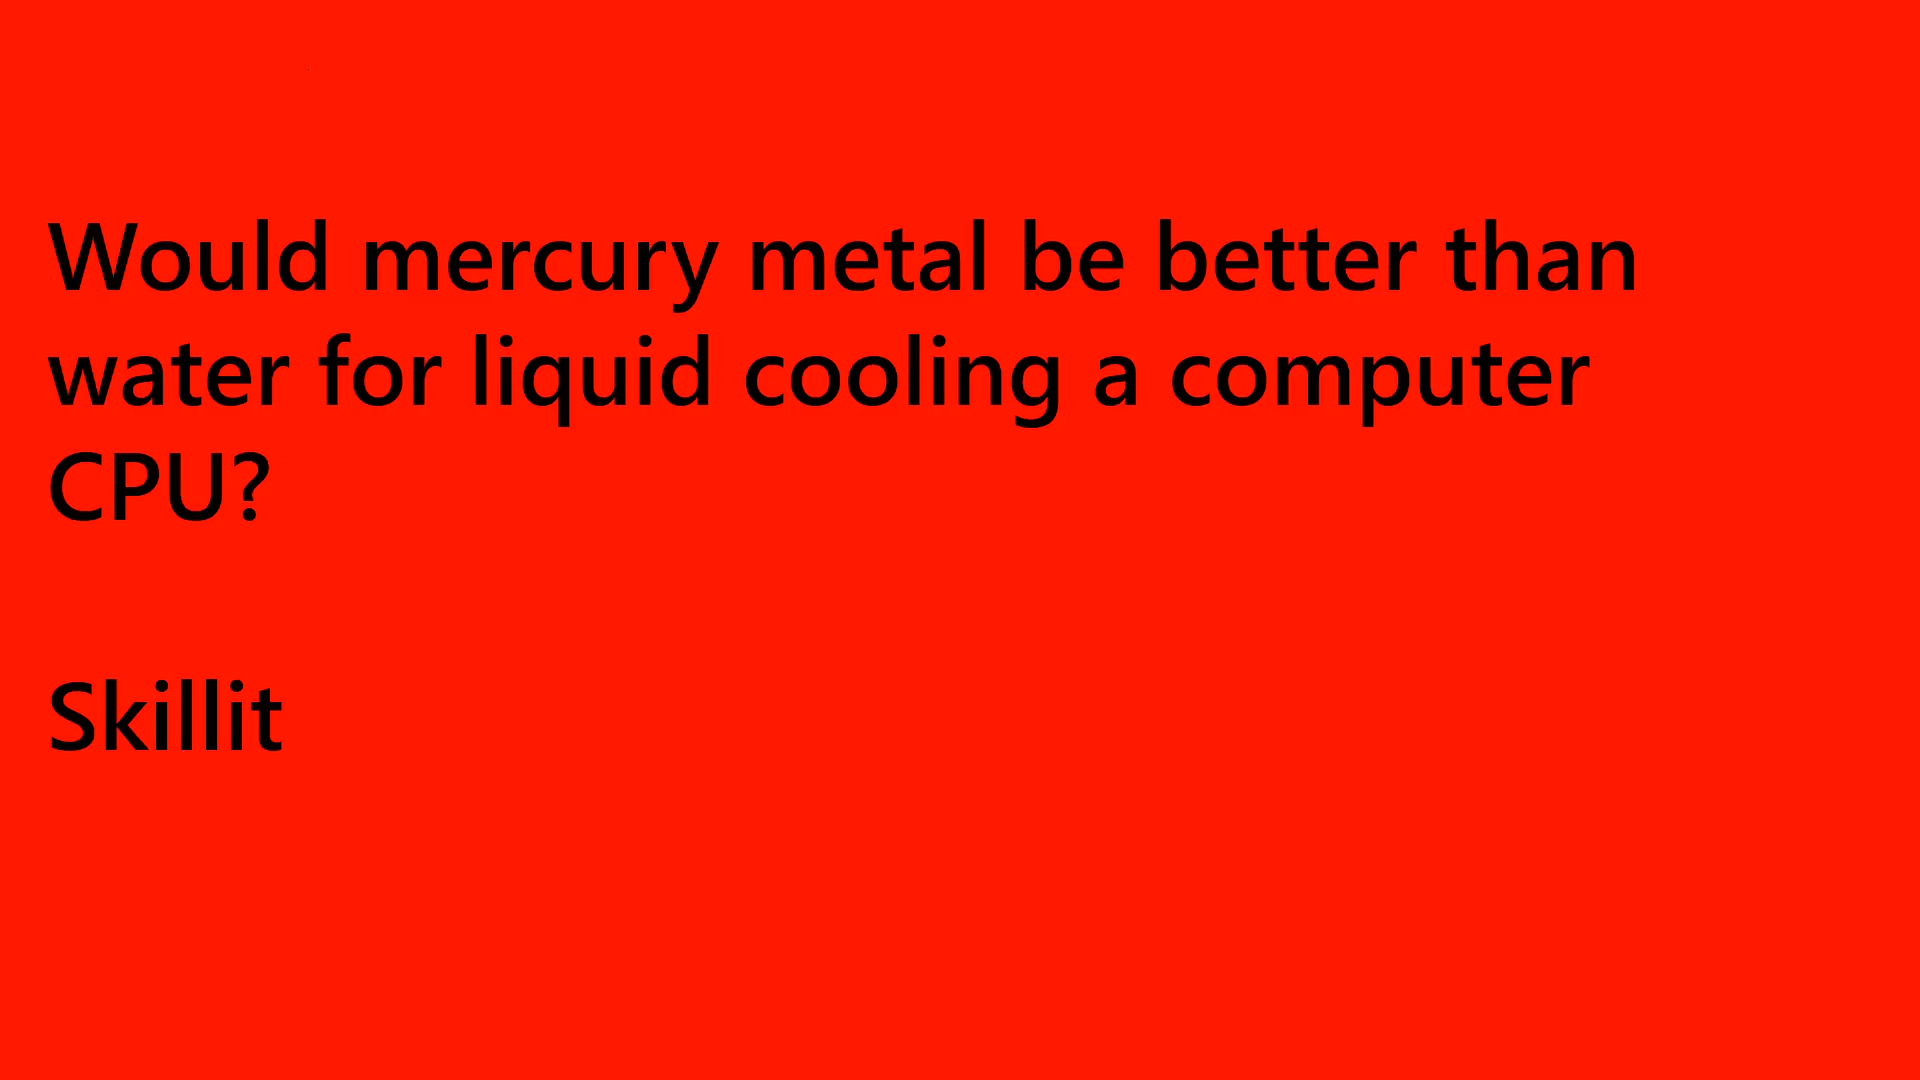 Would mercury metal be better than
water for liquid cooling a computer
CPU?
Skillit